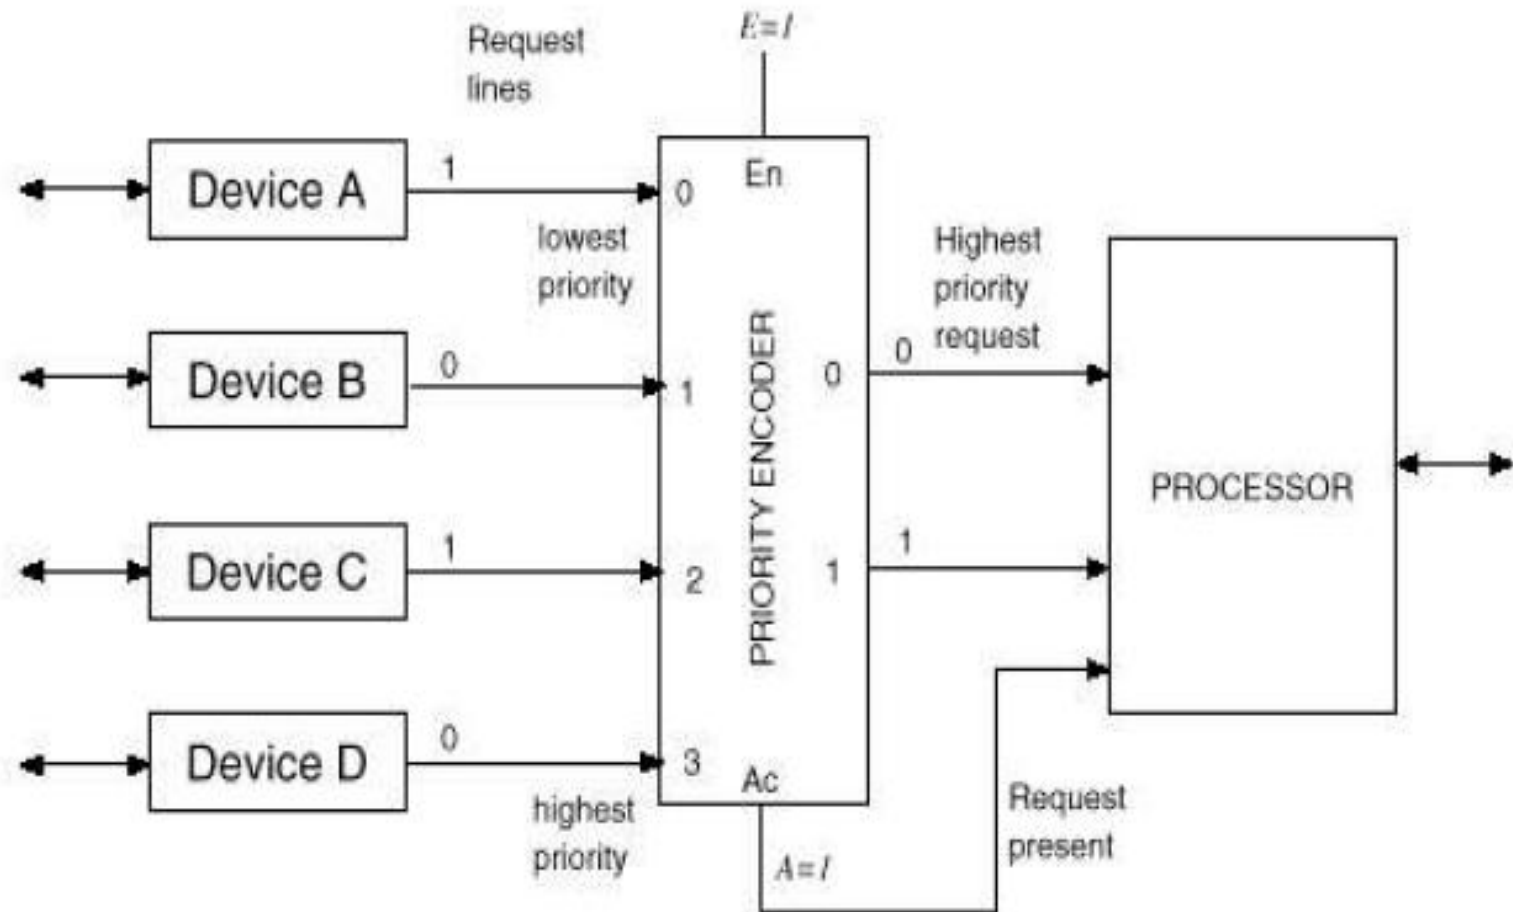 Request
lines
E=1
Device A
1
0
En
lowest
priority
Highest
priority
request
Device B
0
1
PRIORITY ENCODER
0
0
PROCESSOR
Device C
1
2
1
1
Device D
0
3
Ac
highest
priority
A=1
Request
present